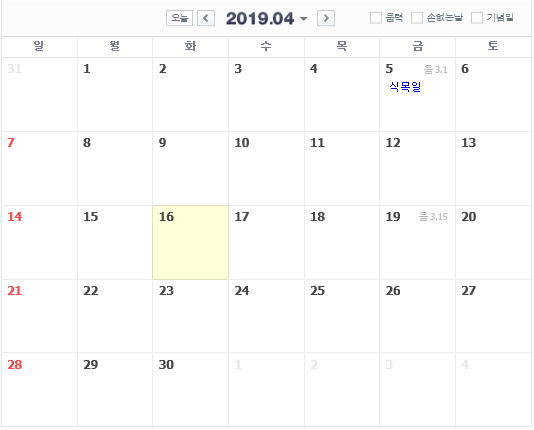 오늘 < 2019.04 > 음력 손없는날 기념일
일 월 화 수 목 금 토
31 1 2 3 4 5 음 3.1 6
식목일
7 8 9 10 11 12 13
14 15 16 17 18 19 음 3.15 20
21 22 23 24 25 26 27
28 29 30 1 2 3 4